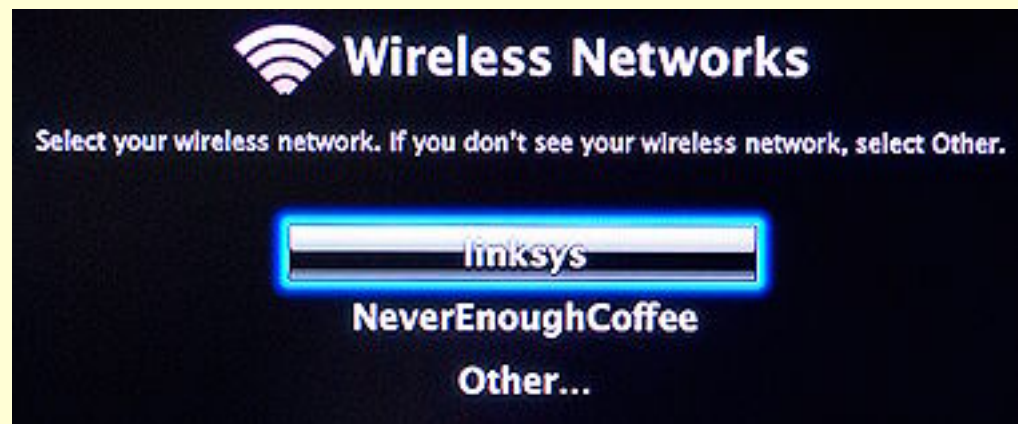 Wireless Networks
Select your wireless network. If you don't see your wireless network, select Other.
linksys
NeverEnoughCoffee
Other...